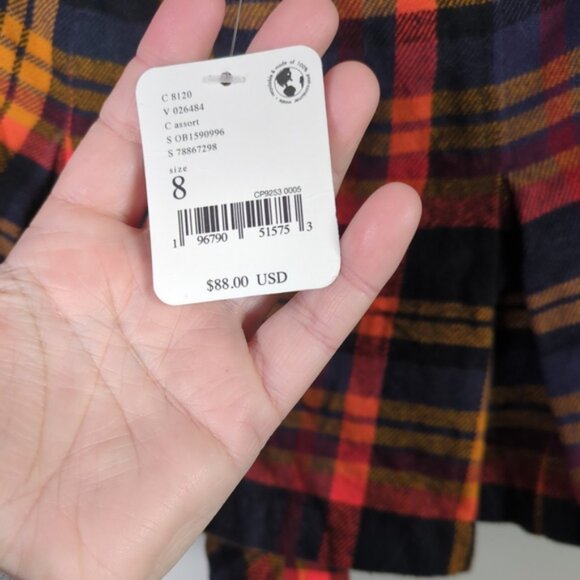 C 8120
V 026484
C assort
S OB1590996
S 78867298
size
8
CP9253 0005
1 96790 51575 3
$88.00 USD